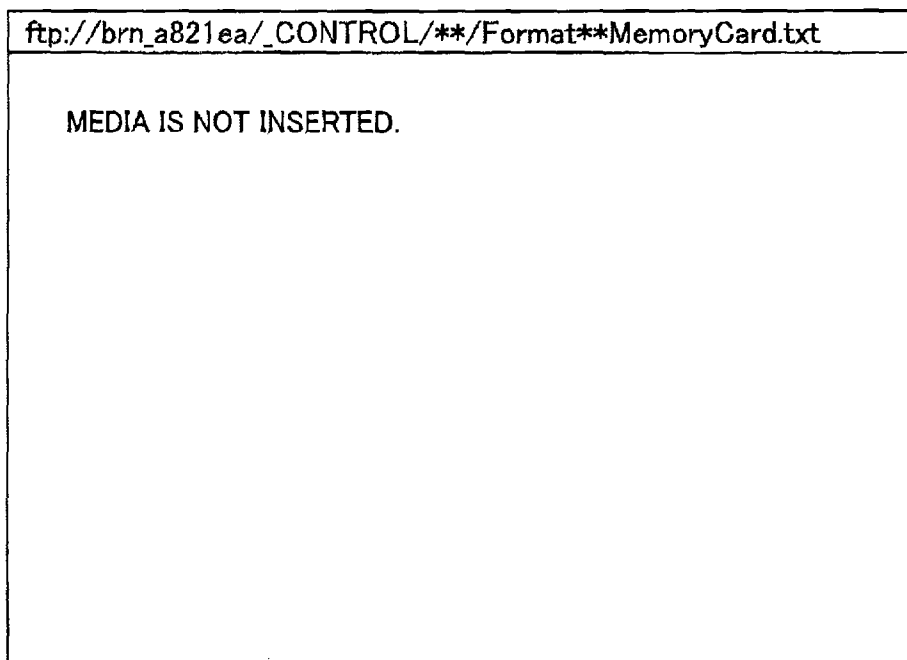 ftp://brn_a821ea/_CONTROL/**/Format**MemoryCard.txt
MEDIA IS NOT INSERTED.